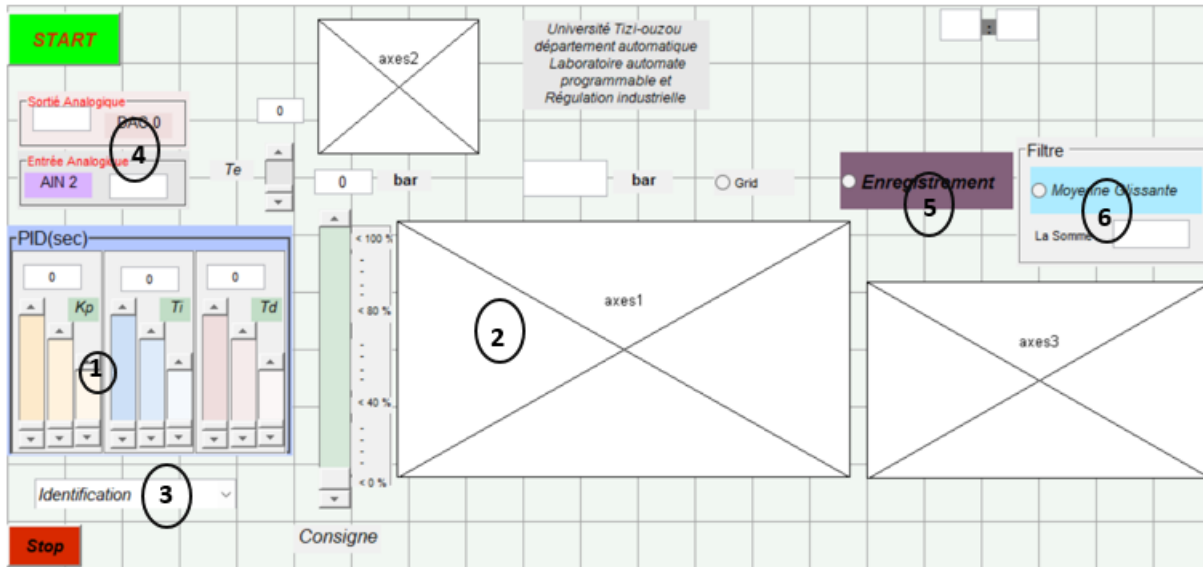 START
axes2
Université Tizi-ouzou
département automatique
Laboratoire automate
programmable et
Régulation industrielle
:
Sortié Analogique
DAC 0
0
4
Entrée Analogique
AIN 2
Te
0
bar
bar
Grid
Enregistrement
5
Filtre
Moyenne Glissante
6
La Somme
PID(sec)
0
0
0
Kp
Ti
Td
1
< 100 %
< 80 %
< 40 %
< 0 %
axes1
2
axes3
Identification
3
Consigne
Stop